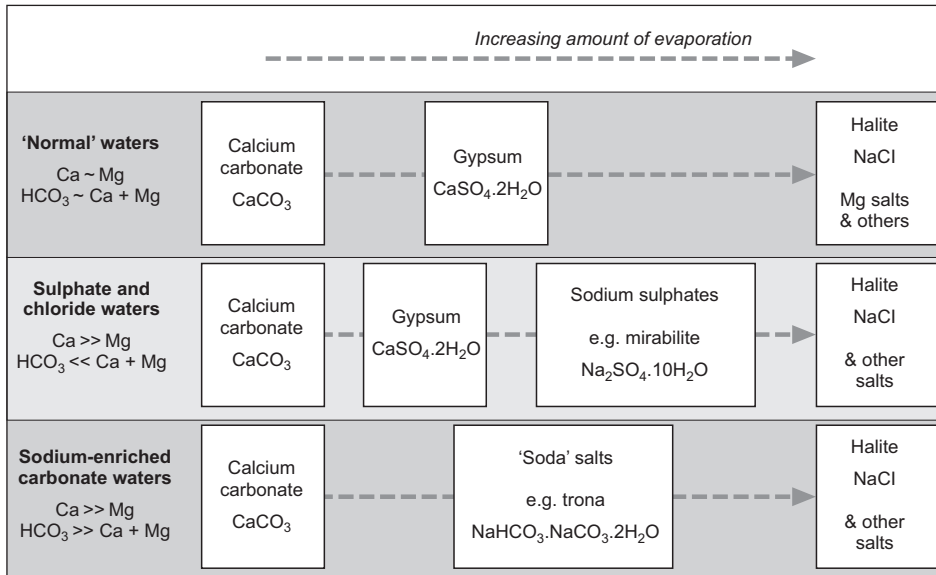 Increasing amount of evaporation
‘Normal’ waters
Ca ~ Mg
HCO₃ ~ Ca + Mg
Calcium
carbonate
CaCO₃
Gypsum
CaSO₄.2H₂O
Halite
NaCl
Mg salts
& others
Sulphate and
chloride waters
Ca >> Mg
HCO₃ << Ca + Mg
Calcium
carbonate
CaCO₃
Gypsum
CaSO₄.2H₂O
Sodium sulphates
e.g. mirabilite
Na₂SO₄.10H₂O
Halite
NaCl
& other
salts
Sodium-enriched
carbonate waters
Ca >> Mg
HCO₃ >> Ca + Mg
Calcium
carbonate
CaCO₃
‘Soda’ salts
e.g. trona
NaHCO₃.NaCO₃.2H₂O
Halite
NaCl
& other
salts